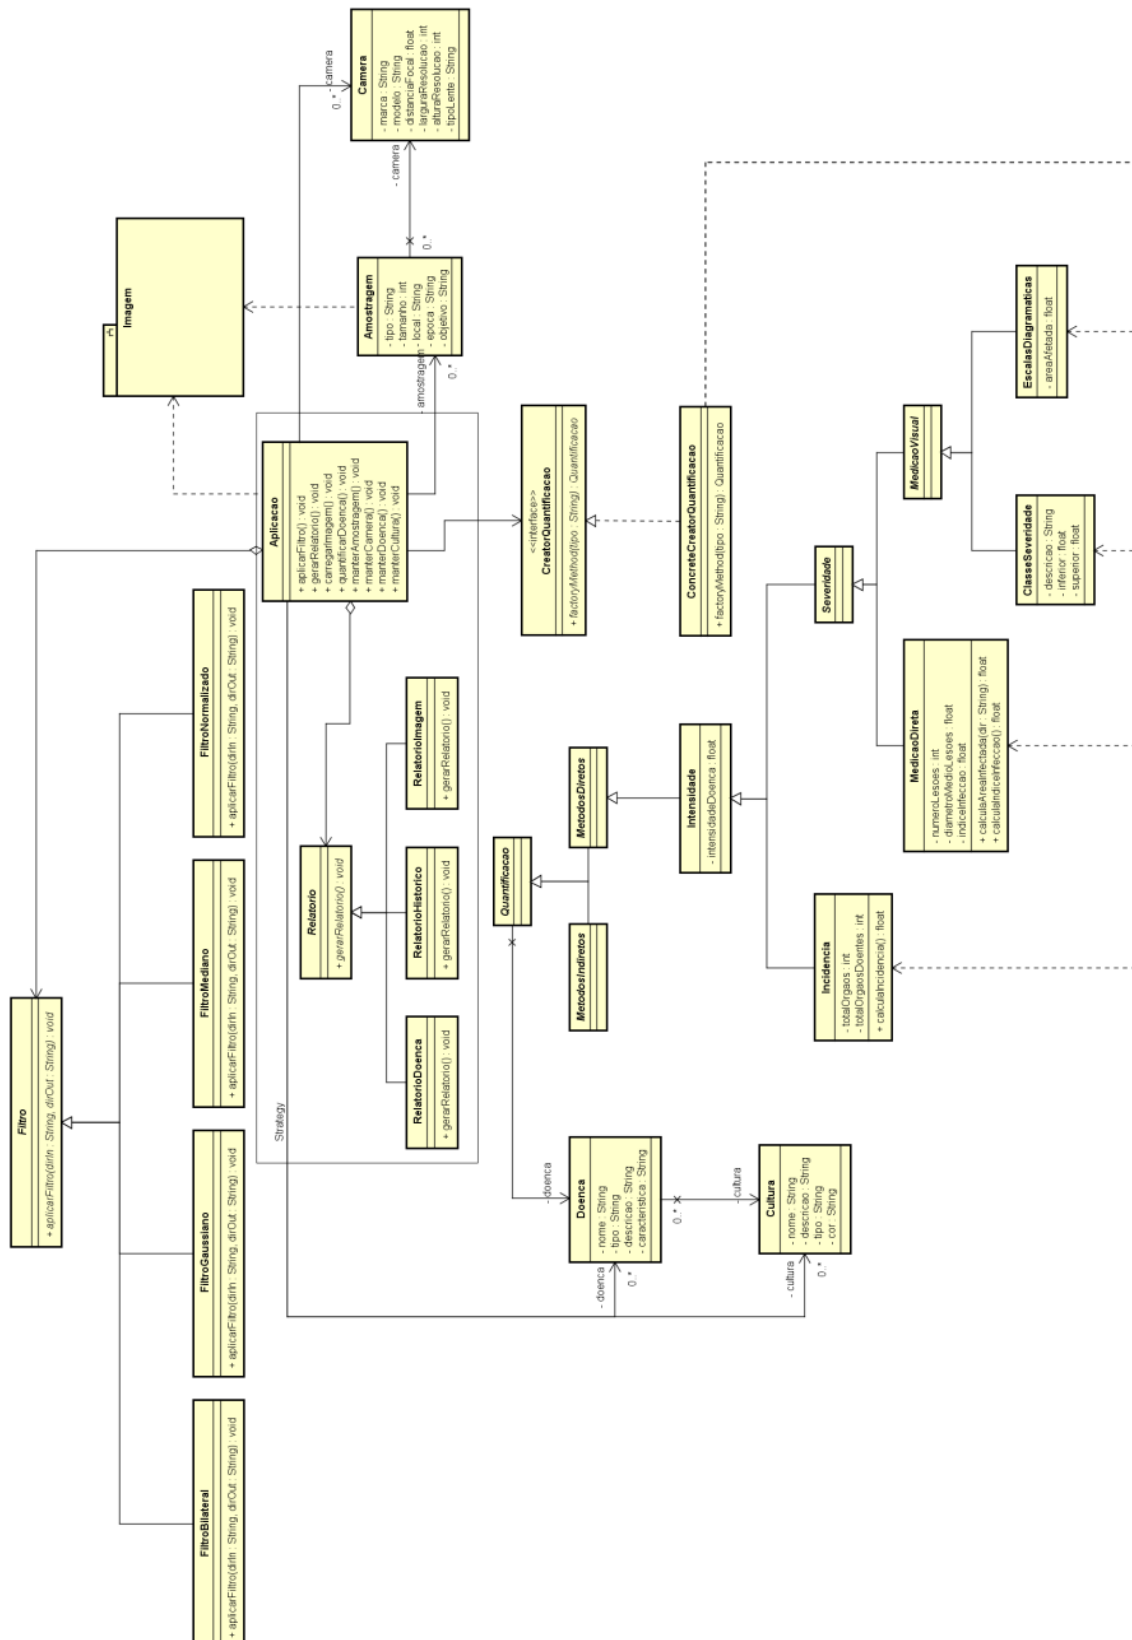 Filtro
+ aplicarFiltro(dirIn : String, dirOut : String) : void
FiltroBilateral
+ aplicarFiltro(dirIn : String, dirOut : String) : void
FiltroGaussiano
+ aplicarFiltro(dirIn : String, dirOut : String) : void
FiltroMediano
+ aplicarFiltro(dirIn : String, dirOut : String) : void
FiltroNormalizado
+ aplicarFiltro(dirIn : String, dirOut : String) : void
Imagem
Strategy
Aplicacao
+ aplicarFiltro() : void
+ gerarRelatorio() : void
+ carregarImagem() : void
+ quantificarDoenca() : void
+ manterAmostragem() : void
+ manterCamera() : void
+ manterDoenca() : void
+ manterCultura() : void
Relatorio
+ gerarRelatorio() : void
RelatorioDoenca
+ gerarRelatorio() : void
RelatorioHistorico
+ gerarRelatorio() : void
RelatorioImagem
+ gerarRelatorio() : void
Amostragem
- tipo : String
- tamanho : int
- local : String
- epoca : String
- objetivo : String
- amostragem
0..*
Camera
- marca : String
- modelo : String
- distanciaFocal : float
- larguraResolucao : int
- alturaResolucao : int
- tipoLente : String
- camera
0..*
- camera
0..*
<<interface>>
CreatorQuantificacao
+ factoryMethod(tipo : String) : Quantificacao
ConcreteCreatorQuantificacao
+ factoryMethod(tipo : String) : Quantificacao
Quantificacao
MetodosIndiretos
MetodosDiretos
Intensidade
- intensidadeDoenca : float
Doenca
- nome : String
- tipo : String
- descricao : String
- caracteristica : String
-doenca
- doenca
0..*
0..*
Cultura
- nome : String
- descricao : String
- tipo : String
- cor : String
-cultura
- cultura
0..*
Incidencia
- totalOrgaos : int
- totalOrgaosDoentes : int
+ calculaIncidencia() : float
Severidade
MedicaoDireta
- numeroLesoes : int
- diametroMedioLesoes : float
- indiceInfeccao : float
+ calculaAreaInfectada(dir : String) : float
+ calculaIndiceInfeccao() : float
MedicaoVisual
ClasseSeveridade
- descricao : String
- inferior : float
- superior : float
EscalasDiagramaticas
- areaAfetada : float